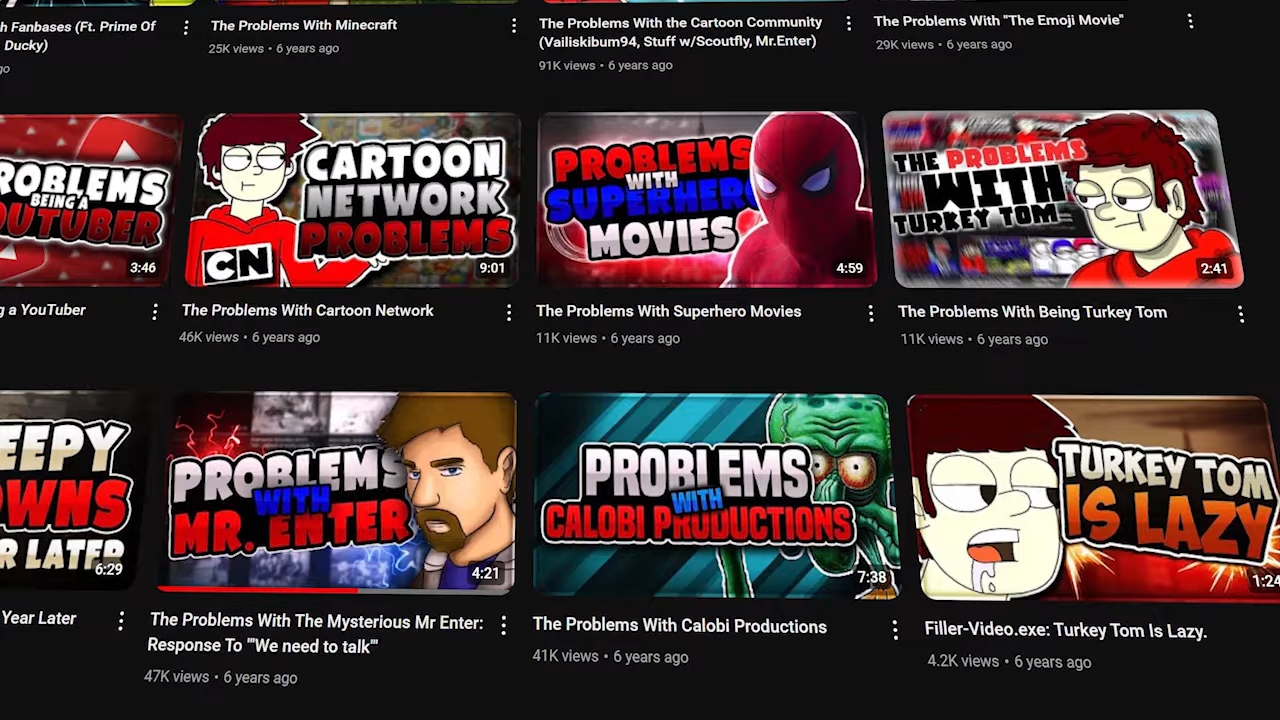 h Fanbases (Ft. Prime Of
Ducky)
go
The Problems With Minecraft
25K views • 6 years ago
The Problems With the Cartoon Community
(Vailiskibum94, Stuff w/Scoutfly, Mr.Enter)
91K views • 6 years ago
The Problems With "The Emoji Movie"
29K views • 6 years ago
ROBLEMS
BEING A
OUTUBER
3:46
g a YouTuber
CARTOON
NETWORK
PROBLEMS
CN
9:01
The Problems With Cartoon Network
46K views • 6 years ago
PROBLEMS
WITH
SUPERHERO
MOVIES
4:59
The Problems With Superhero Movies
11K views • 6 years ago
THE PROBLEMS
WITH
TURKEY TOM
2:41
The Problems With Being Turkey Tom
11K views • 6 years ago
EEPY
OWNS
R LATER
6:29
Year Later
PROBLEMS
WITH
MR. ENTER
4:21
The Problems With The Mysterious Mr Enter:
Response To '"We need to talk"'
47K views • 6 years ago
PROBLEMS
WITH
CALOBI PRODUCTIONS
7:38
The Problems With Calobi Productions
41K views • 6 years ago
TURKEY TOM
IS LAZY
1:24
Filler-Video.exe: Turkey Tom Is Lazy.
4.2K views • 6 years ago